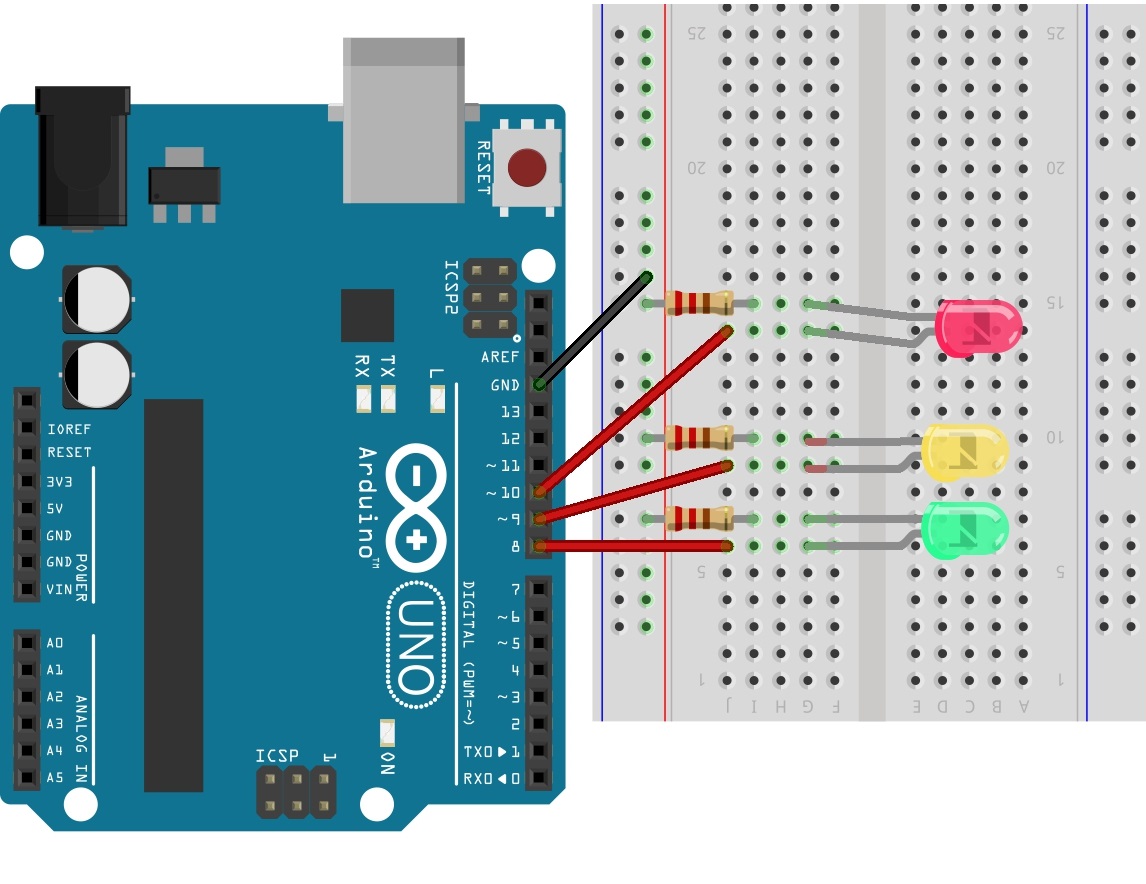 RESET
ICSP2
AREF
GND
13
12
~11
~10
~9
8
RX
TX
L
IOREF
RESET
3V3
5V
GND
GND
VIN
POWER
Arduino™
UNO
7
~6
~5
4
~3
2
TX0▶1
RX0◀0
DIGITAL (PWM=~)
A0
A1
A2
A3
A4
A5
ANALOG IN
ICSP
1
ON
25 25
20 20
15 15
10 10
5 5
1 1
J I H G F E D C B A